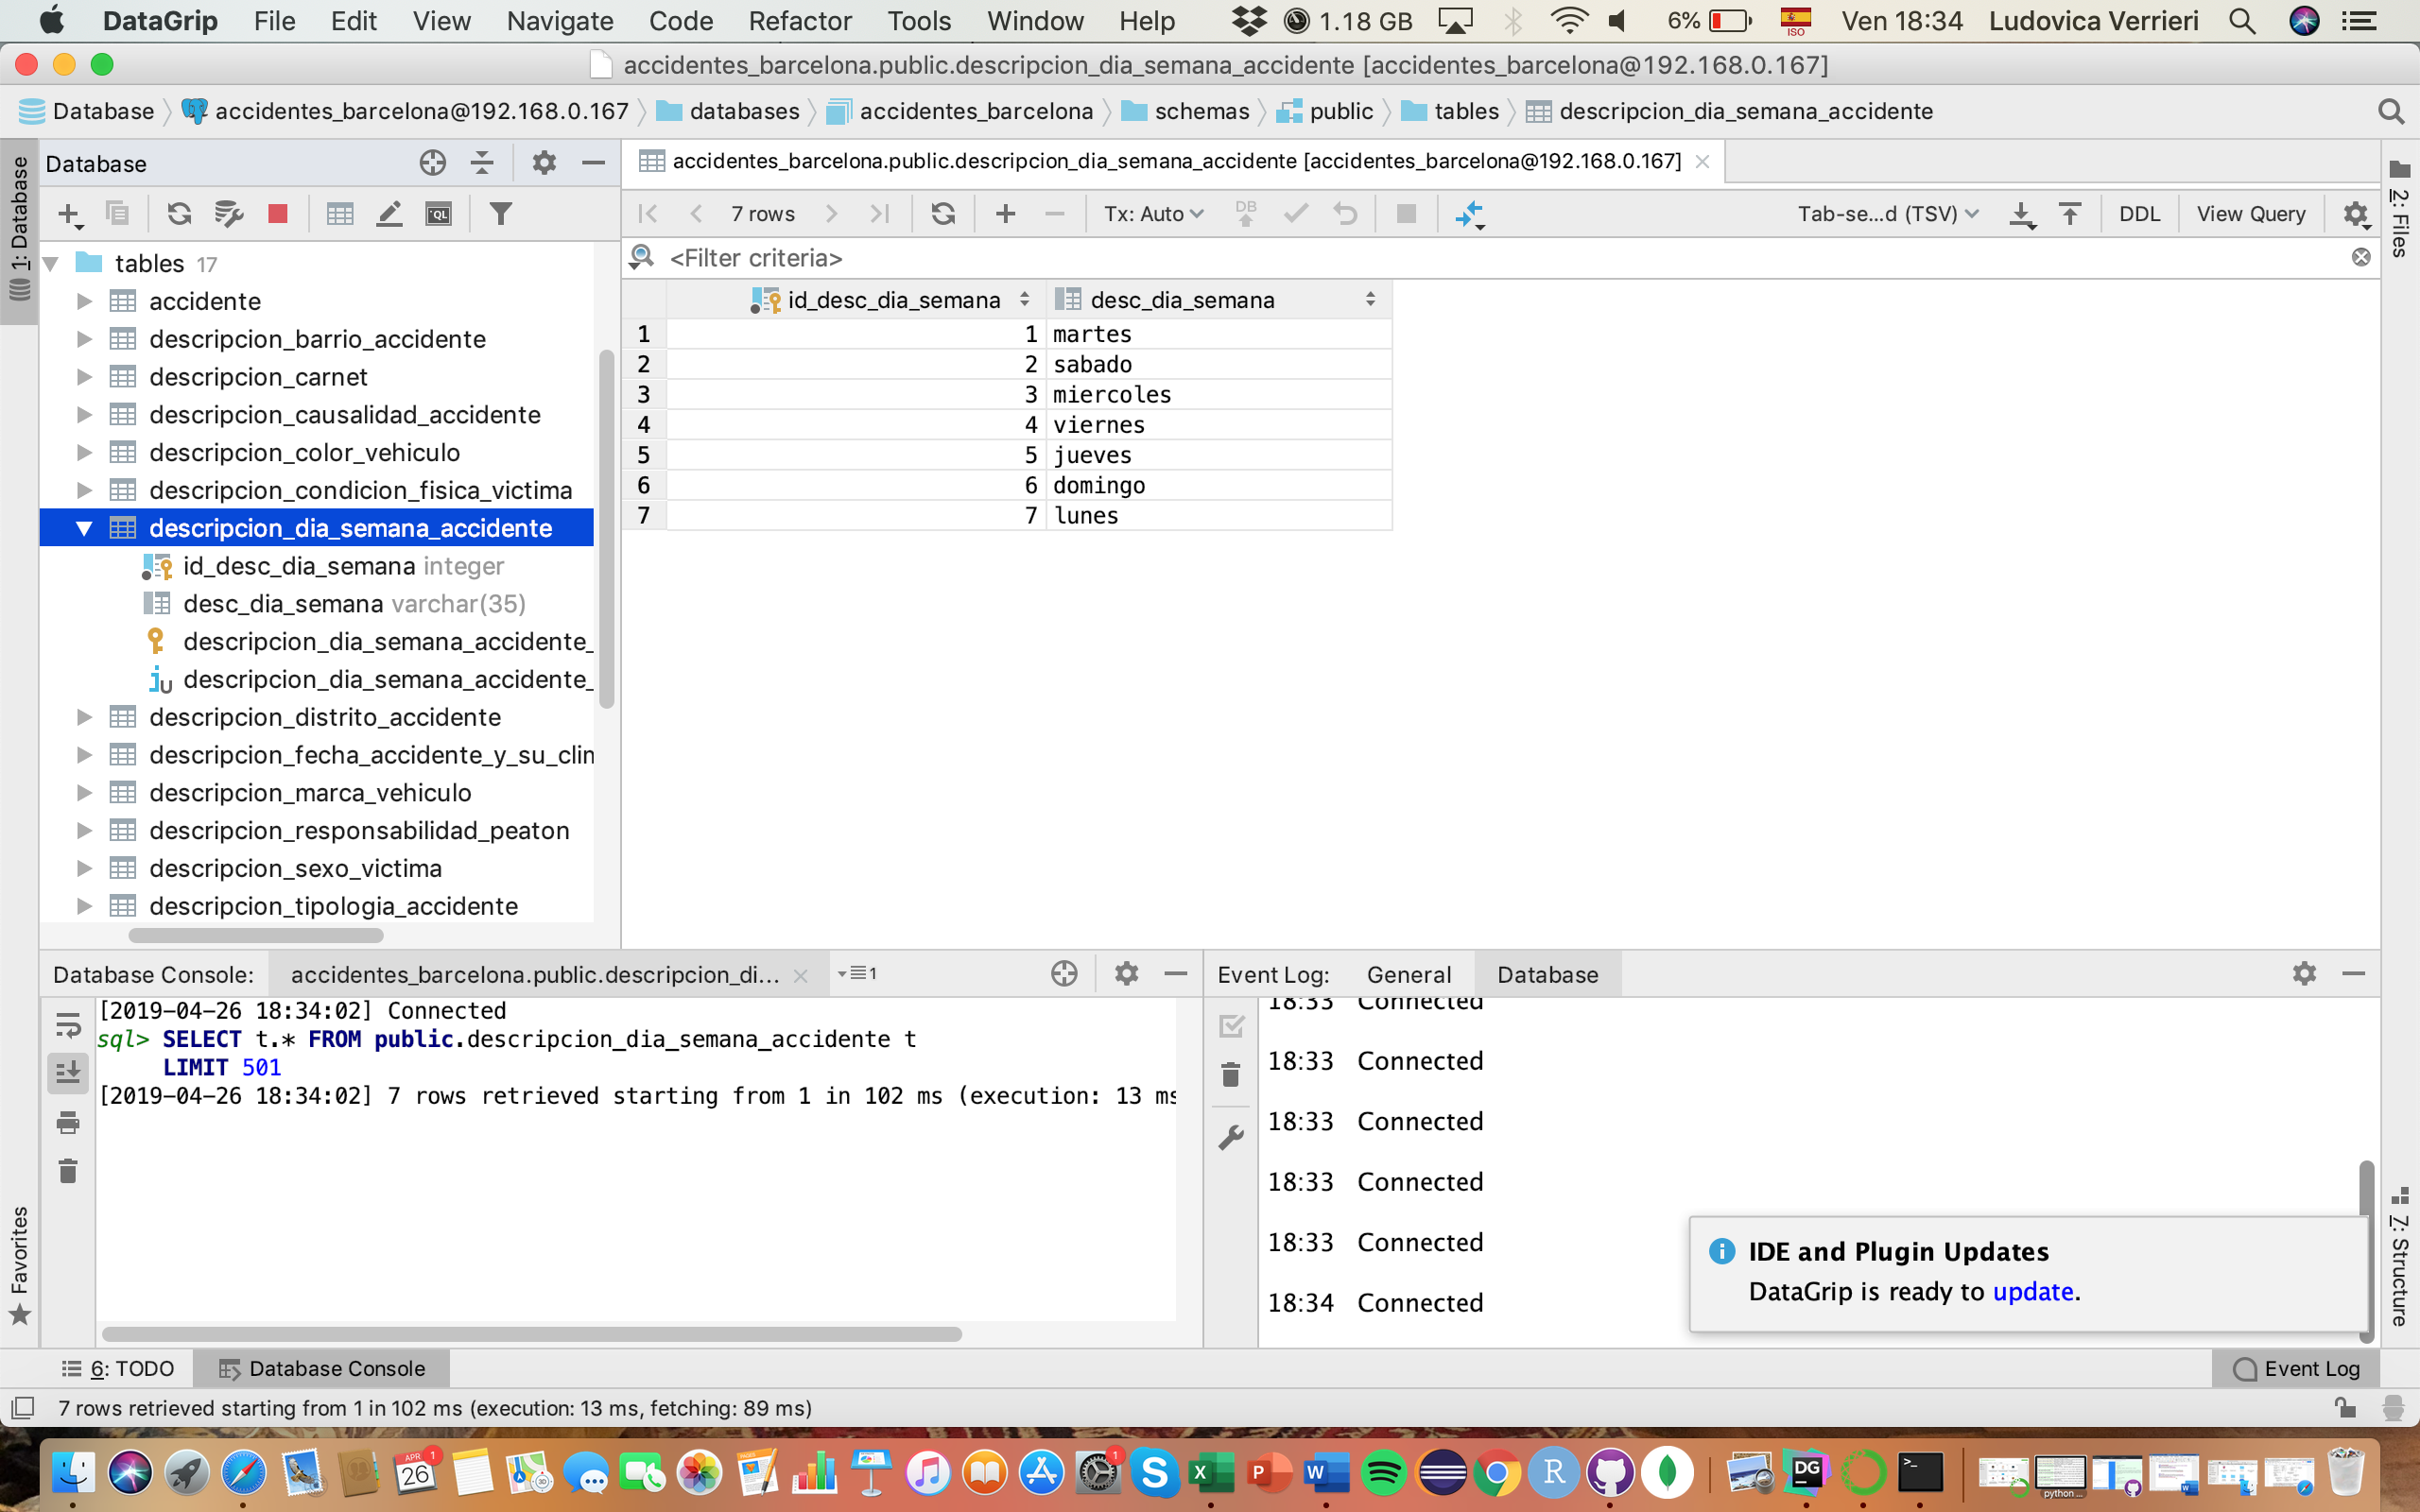 DataGrip File Edit View Navigate Code Refactor Tools Window Help 1.18 GB 6% ISO Ven 18:34 Ludovica Verrieri
accidentes_barcelona.public.descripcion_dia_semana_accidente [accidentes_barcelona@192.168.0.167]
Database accidentes_barcelona@192.168.0.167 databases accidentes_barcelona schemas public tables descripcion_dia_semana_accidente
1: Database
Database
tables 17
accidente
descripcion_barrio_accidente
descripcion_carnet
descripcion_causalidad_accidente
descripcion_color_vehiculo
descripcion_condicion_fisica_victima
descripcion_dia_semana_accidente
id_desc_dia_semana integer
desc_dia_semana varchar(35)
descripcion_dia_semana_accidente_
descripcion_dia_semana_accidente_
descripcion_distrito_accidente
descripcion_fecha_accidente_y_su_clim
descripcion_marca_vehiculo
descripcion_responsabilidad_peaton
descripcion_sexo_victima
descripcion_tipologia_accidente
accidentes_barcelona.public.descripcion_dia_semana_accidente [accidentes_barcelona@192.168.0.167]
7 rows Tx: Auto DB Tab-se...d (TSV) DDL View Query
<Filter criteria>
id_desc_dia_semana desc_dia_semana
1 1 martes
2 2 sabado
3 3 miercoles
4 4 viernes
5 5 jueves
6 6 domingo
7 7 lunes
2: Files
Database Console: accidentes_barcelona.public.descripcion_di... 1
[2019-04-26 18:34:02] Connected
sql> SELECT t.* FROM public.descripcion_dia_semana_accidente t
LIMIT 501
[2019-04-26 18:34:02] 7 rows retrieved starting from 1 in 102 ms (execution: 13 ms
Event Log: General Database
18:33 Connected
18:33 Connected
18:33 Connected
18:33 Connected
18:33 Connected
18:34 Connected
IDE and Plugin Updates
DataGrip is ready to update.
Favorites
7: Structure
6: TODO Database Console Event Log
7 rows retrieved starting from 1 in 102 ms (execution: 13 ms, fetching: 89 ms)
APR 26 1 1 S X P W R DG >_ python ...